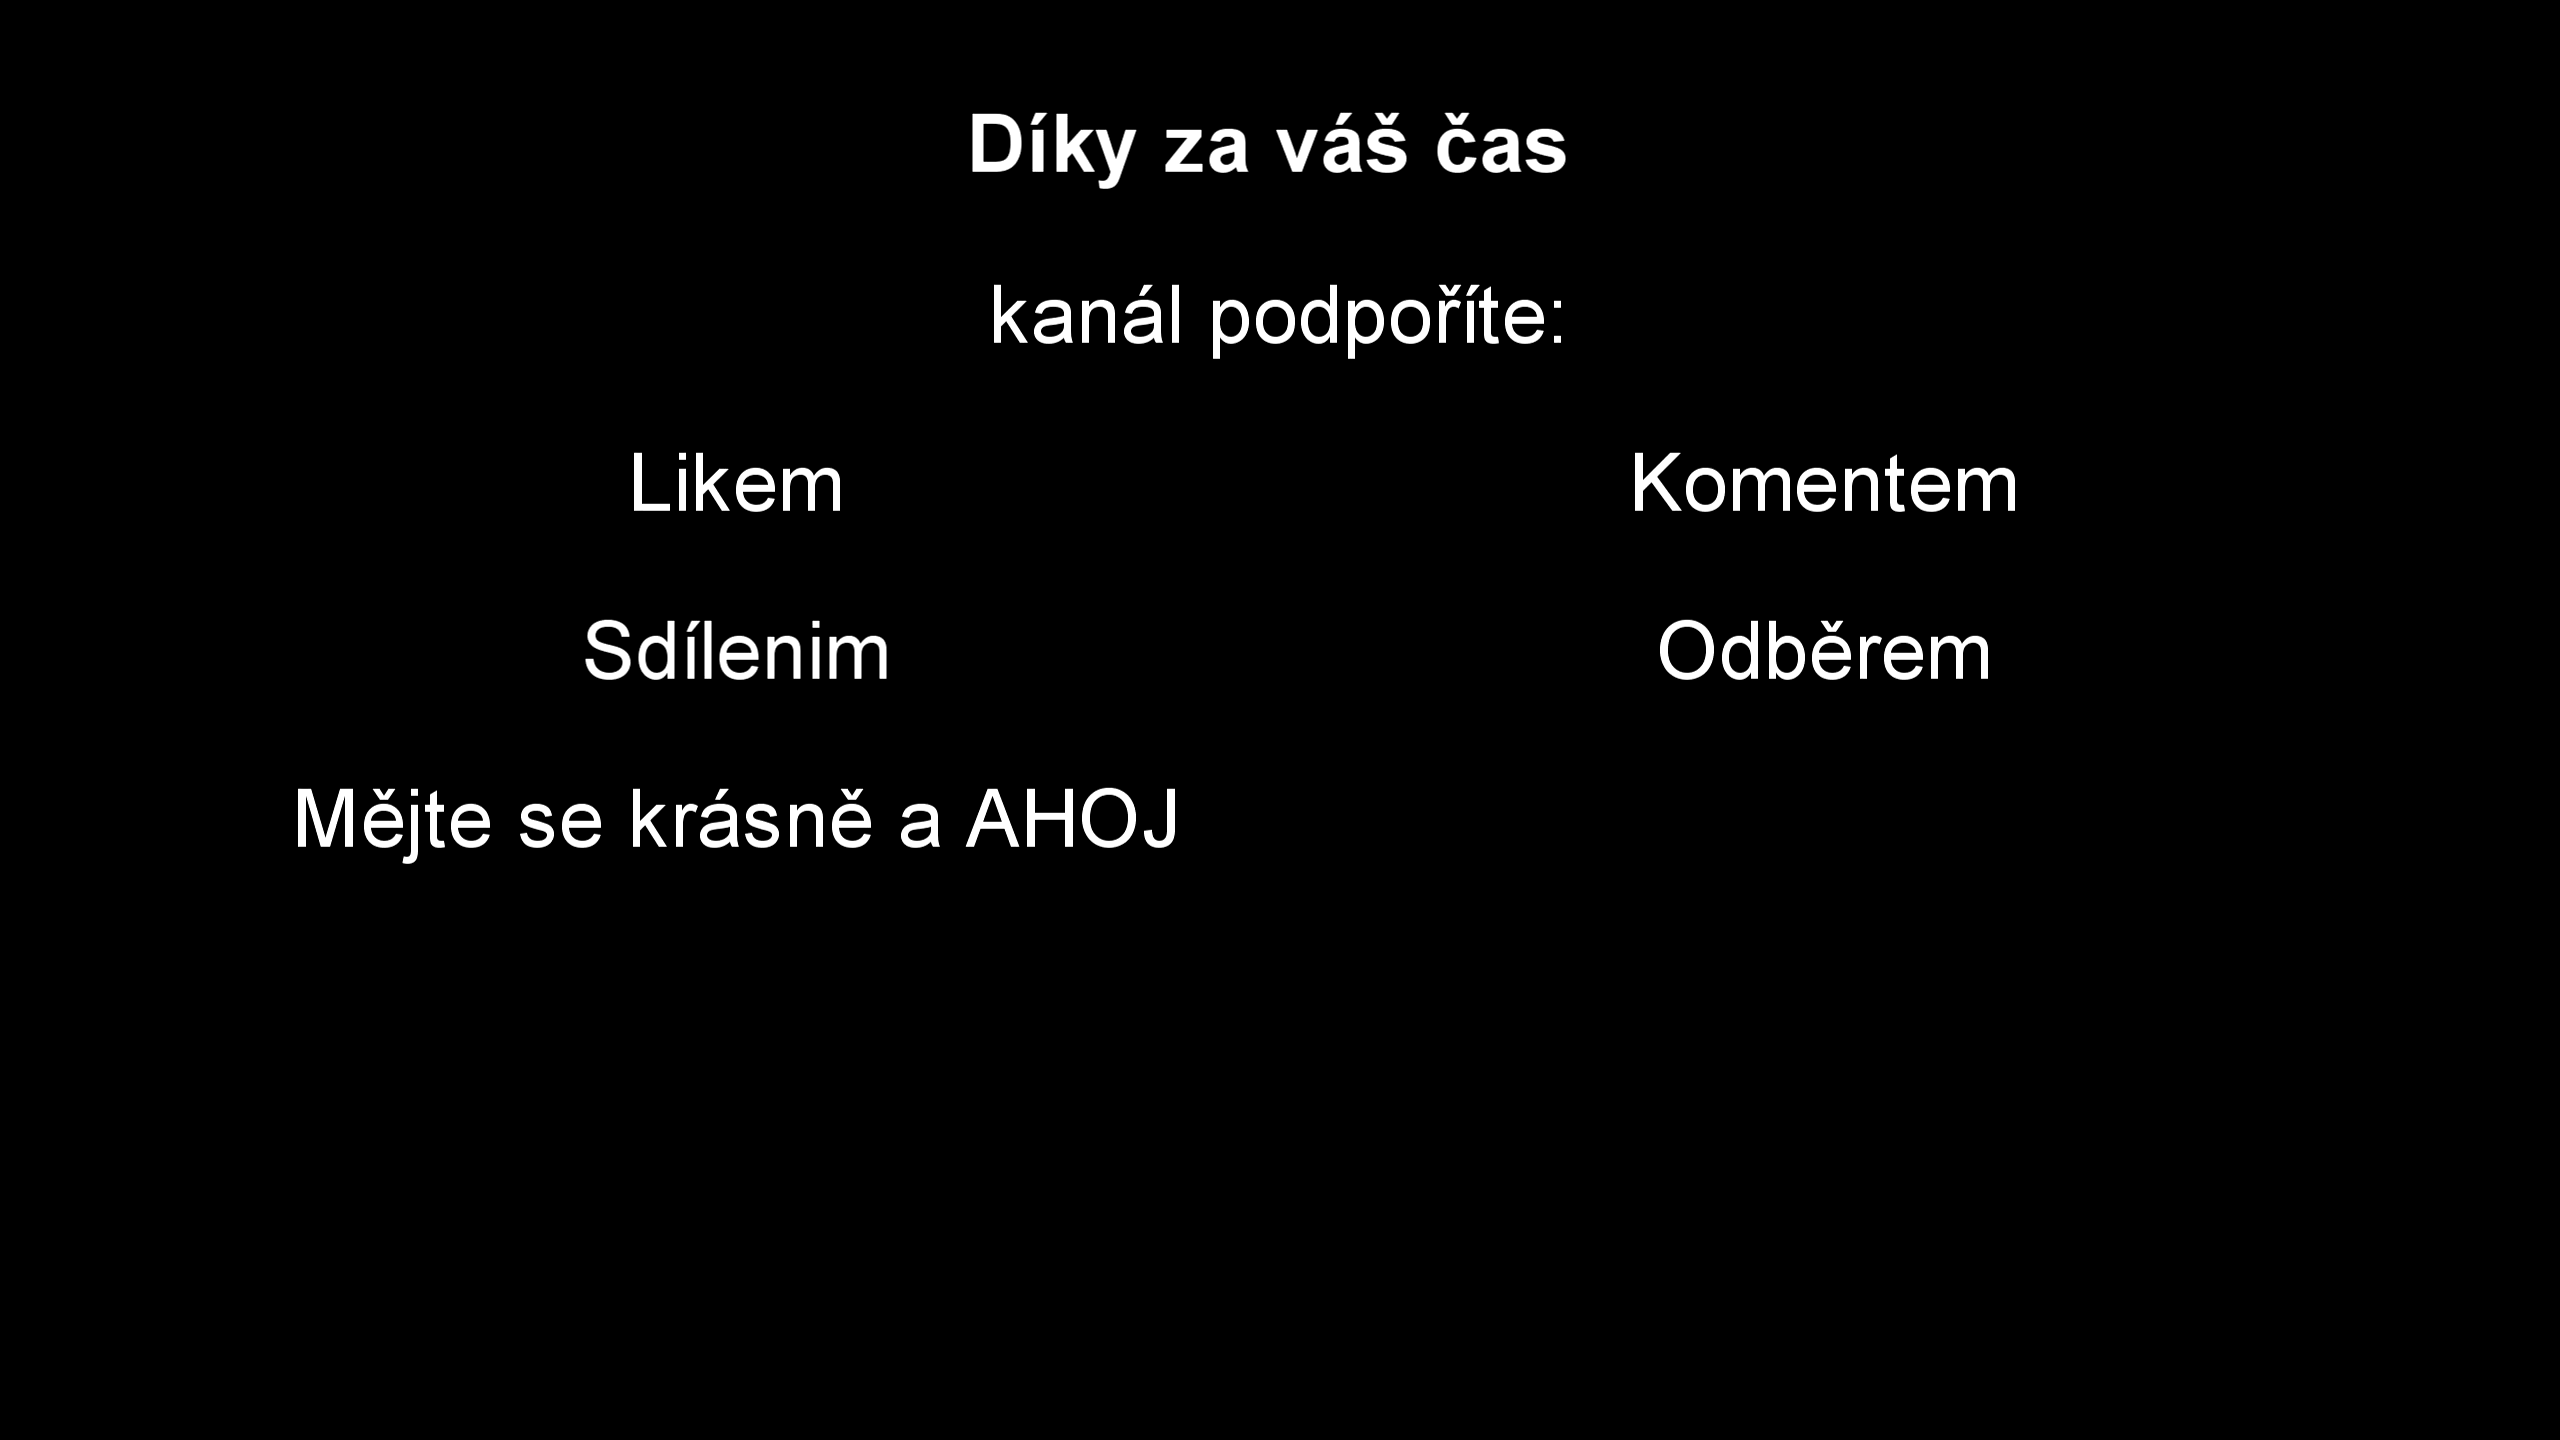 Díky za váš čas
kanál podpoříte:
Likem Komentem
Sdílenim Odběrem
Mějte se krásně a AHOJ